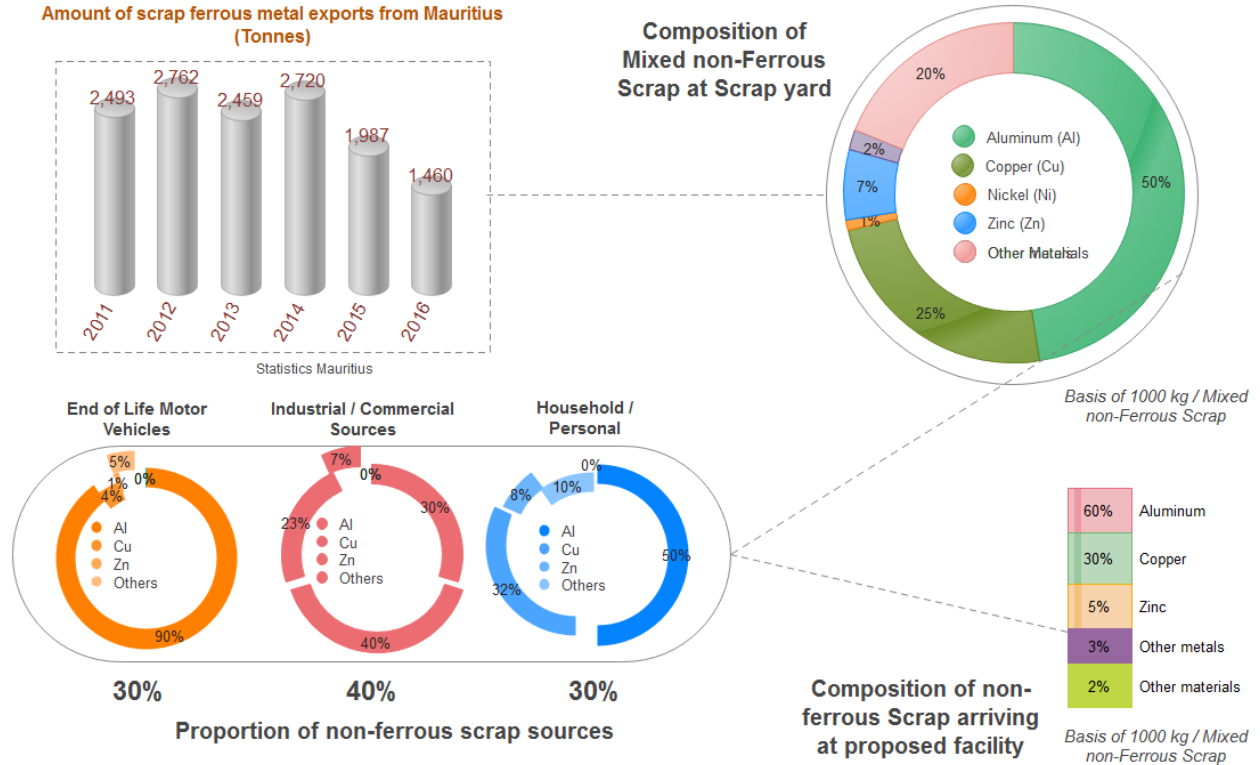 Amount of scrap ferrous metal exports from Mauritius
(Tonnes)
2,493
2,762
2,459
2,720
1,987
1,460
2011
2012
2013
2014
2015
2016
Statistics Mauritius
Composition of
Mixed non-Ferrous
Scrap at Scrap yard
20%
2%
7%
1%
25%
50%
Aluminum (Al)
Copper (Cu)
Nickel (Ni)
Zinc (Zn)
Other Materials
Basis of 1000 kg / Mixed
non-Ferrous Scrap
End of Life Motor
Vehicles
5%
1%
0%
4%
90%
Al
Cu
Zn
Others
30%
Industrial / Commercial
Sources
7%
0%
30%
23%
40%
Al
Cu
Zn
Others
40%
Household /
Personal
0%
10%
8%
50%
32%
Al
Cu
Zn
Others
30%
Proportion of non-ferrous scrap sources
60% Aluminum
30% Copper
5% Zinc
3% Other metals
2% Other materials
Composition of non-
ferrous Scrap arriving
at proposed facility
Basis of 1000 kg / Mixed
non-Ferrous Scrap